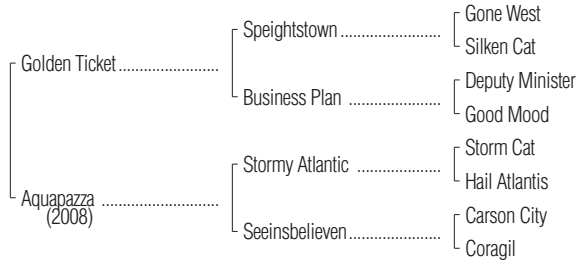 Gone West
Speightstown
Silken Cat
Golden Ticket
Deputy Minister
Business Plan
Good Mood
Storm Cat
Stormy Atlantic
Hail Atlantis
Aquapazza
(2008)
Carson City
Seeinsbelieven
Coragil